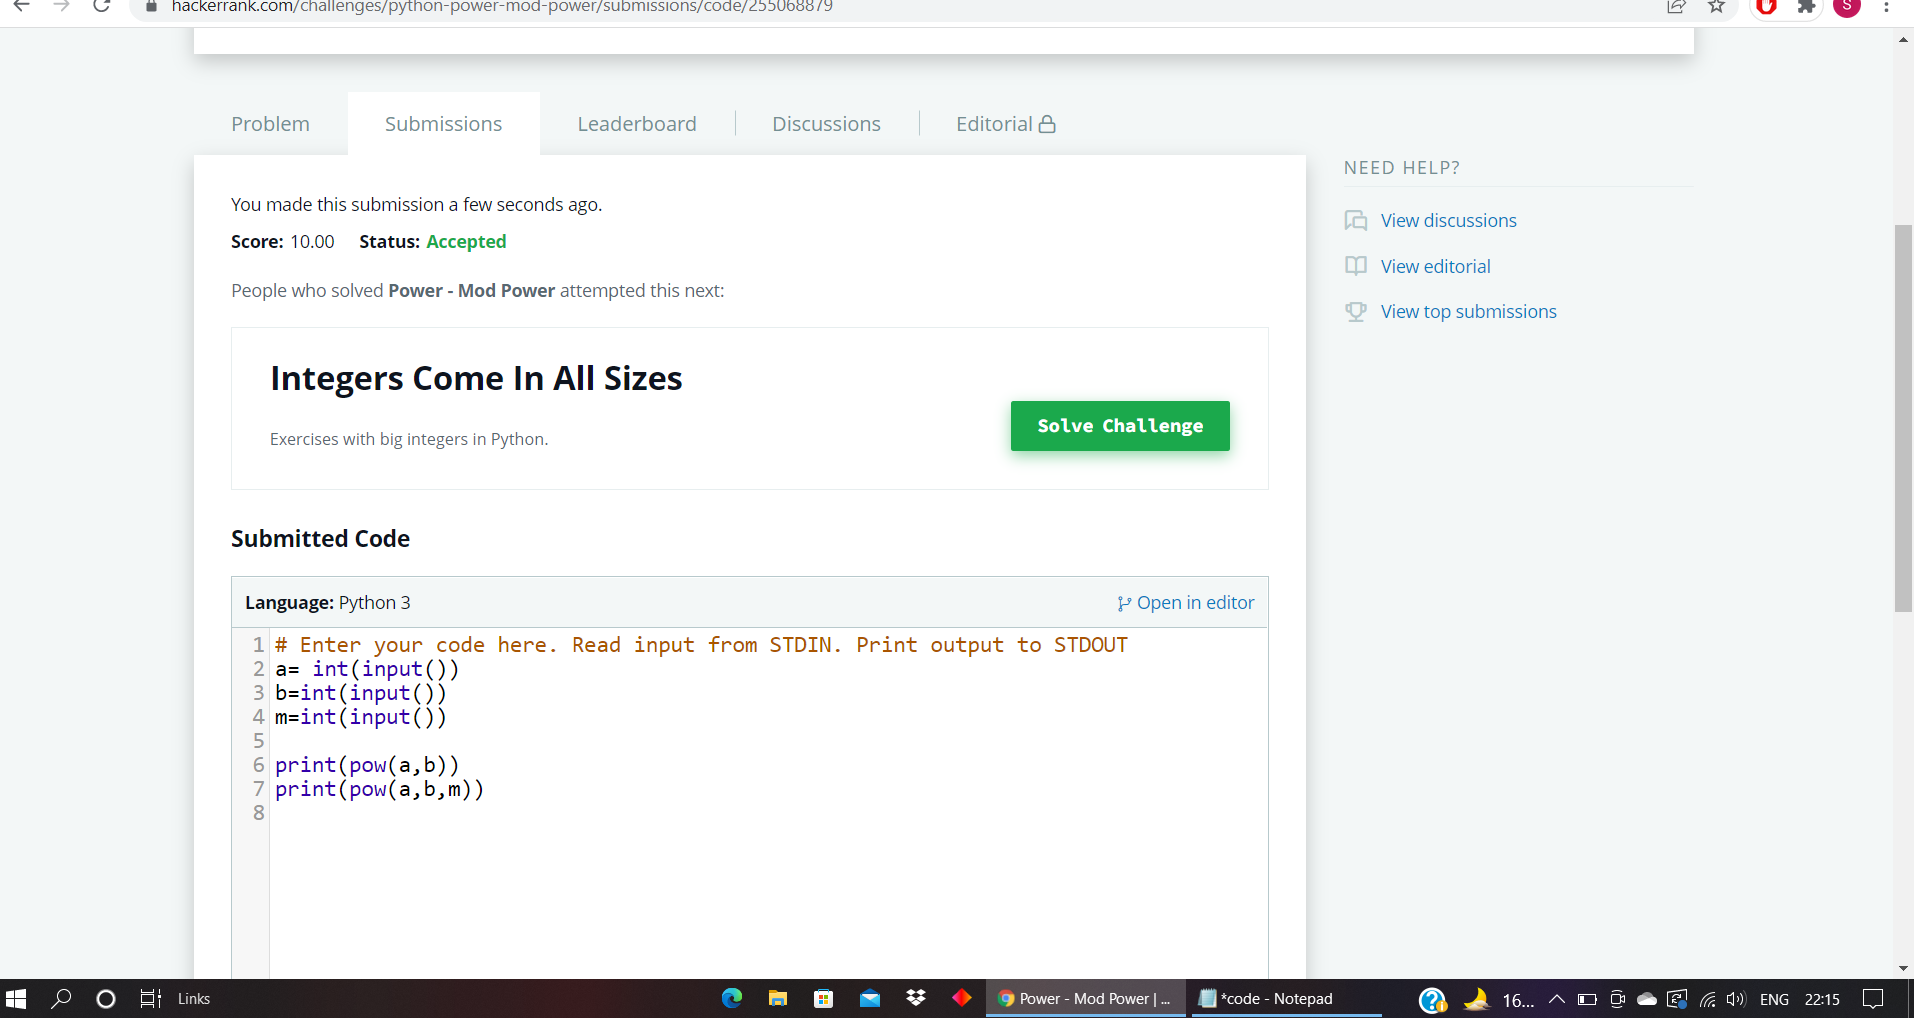 hackerrank.com/challenges/python-power-mod-power/submissions/code/255068879
S
Problem
Submissions
Leaderboard
Discussions
Editorial
You made this submission a few seconds ago.
Score: 10.00 Status: Accepted
People who solved Power - Mod Power attempted this next:
Integers Come In All Sizes
Exercises with big integers in Python.
Solve Challenge
Submitted Code
Language: Python 3
Open in editor
1 # Enter your code here. Read input from STDIN. Print output to STDOUT
2 a= int(input())
3 b=int(input())
4 m=int(input())
5
6 print(pow(a,b))
7 print(pow(a,b,m))
8
NEED HELP?
View discussions
View editorial
View top submissions
Links
Power - Mod Power | ...
*code - Notepad
16...
ENG
22:15